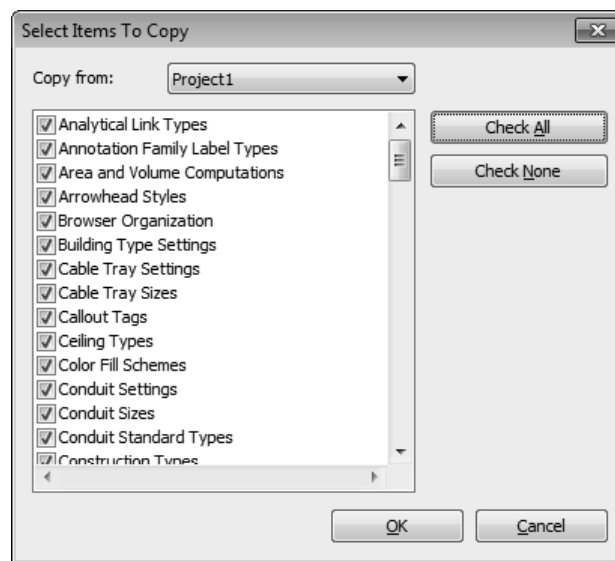 Select Items To Copy
Copy from: Project1
Analytical Link Types
Annotation Family Label Types
Area and Volume Computations
Arrowhead Styles
Browser Organization
Building Type Settings
Cable Tray Settings
Cable Tray Sizes
Callout Tags
Ceiling Types
Color Fill Schemes
Conduit Settings
Conduit Sizes
Conduit Standard Types
Construction Types
Check All
Check None
OK Cancel